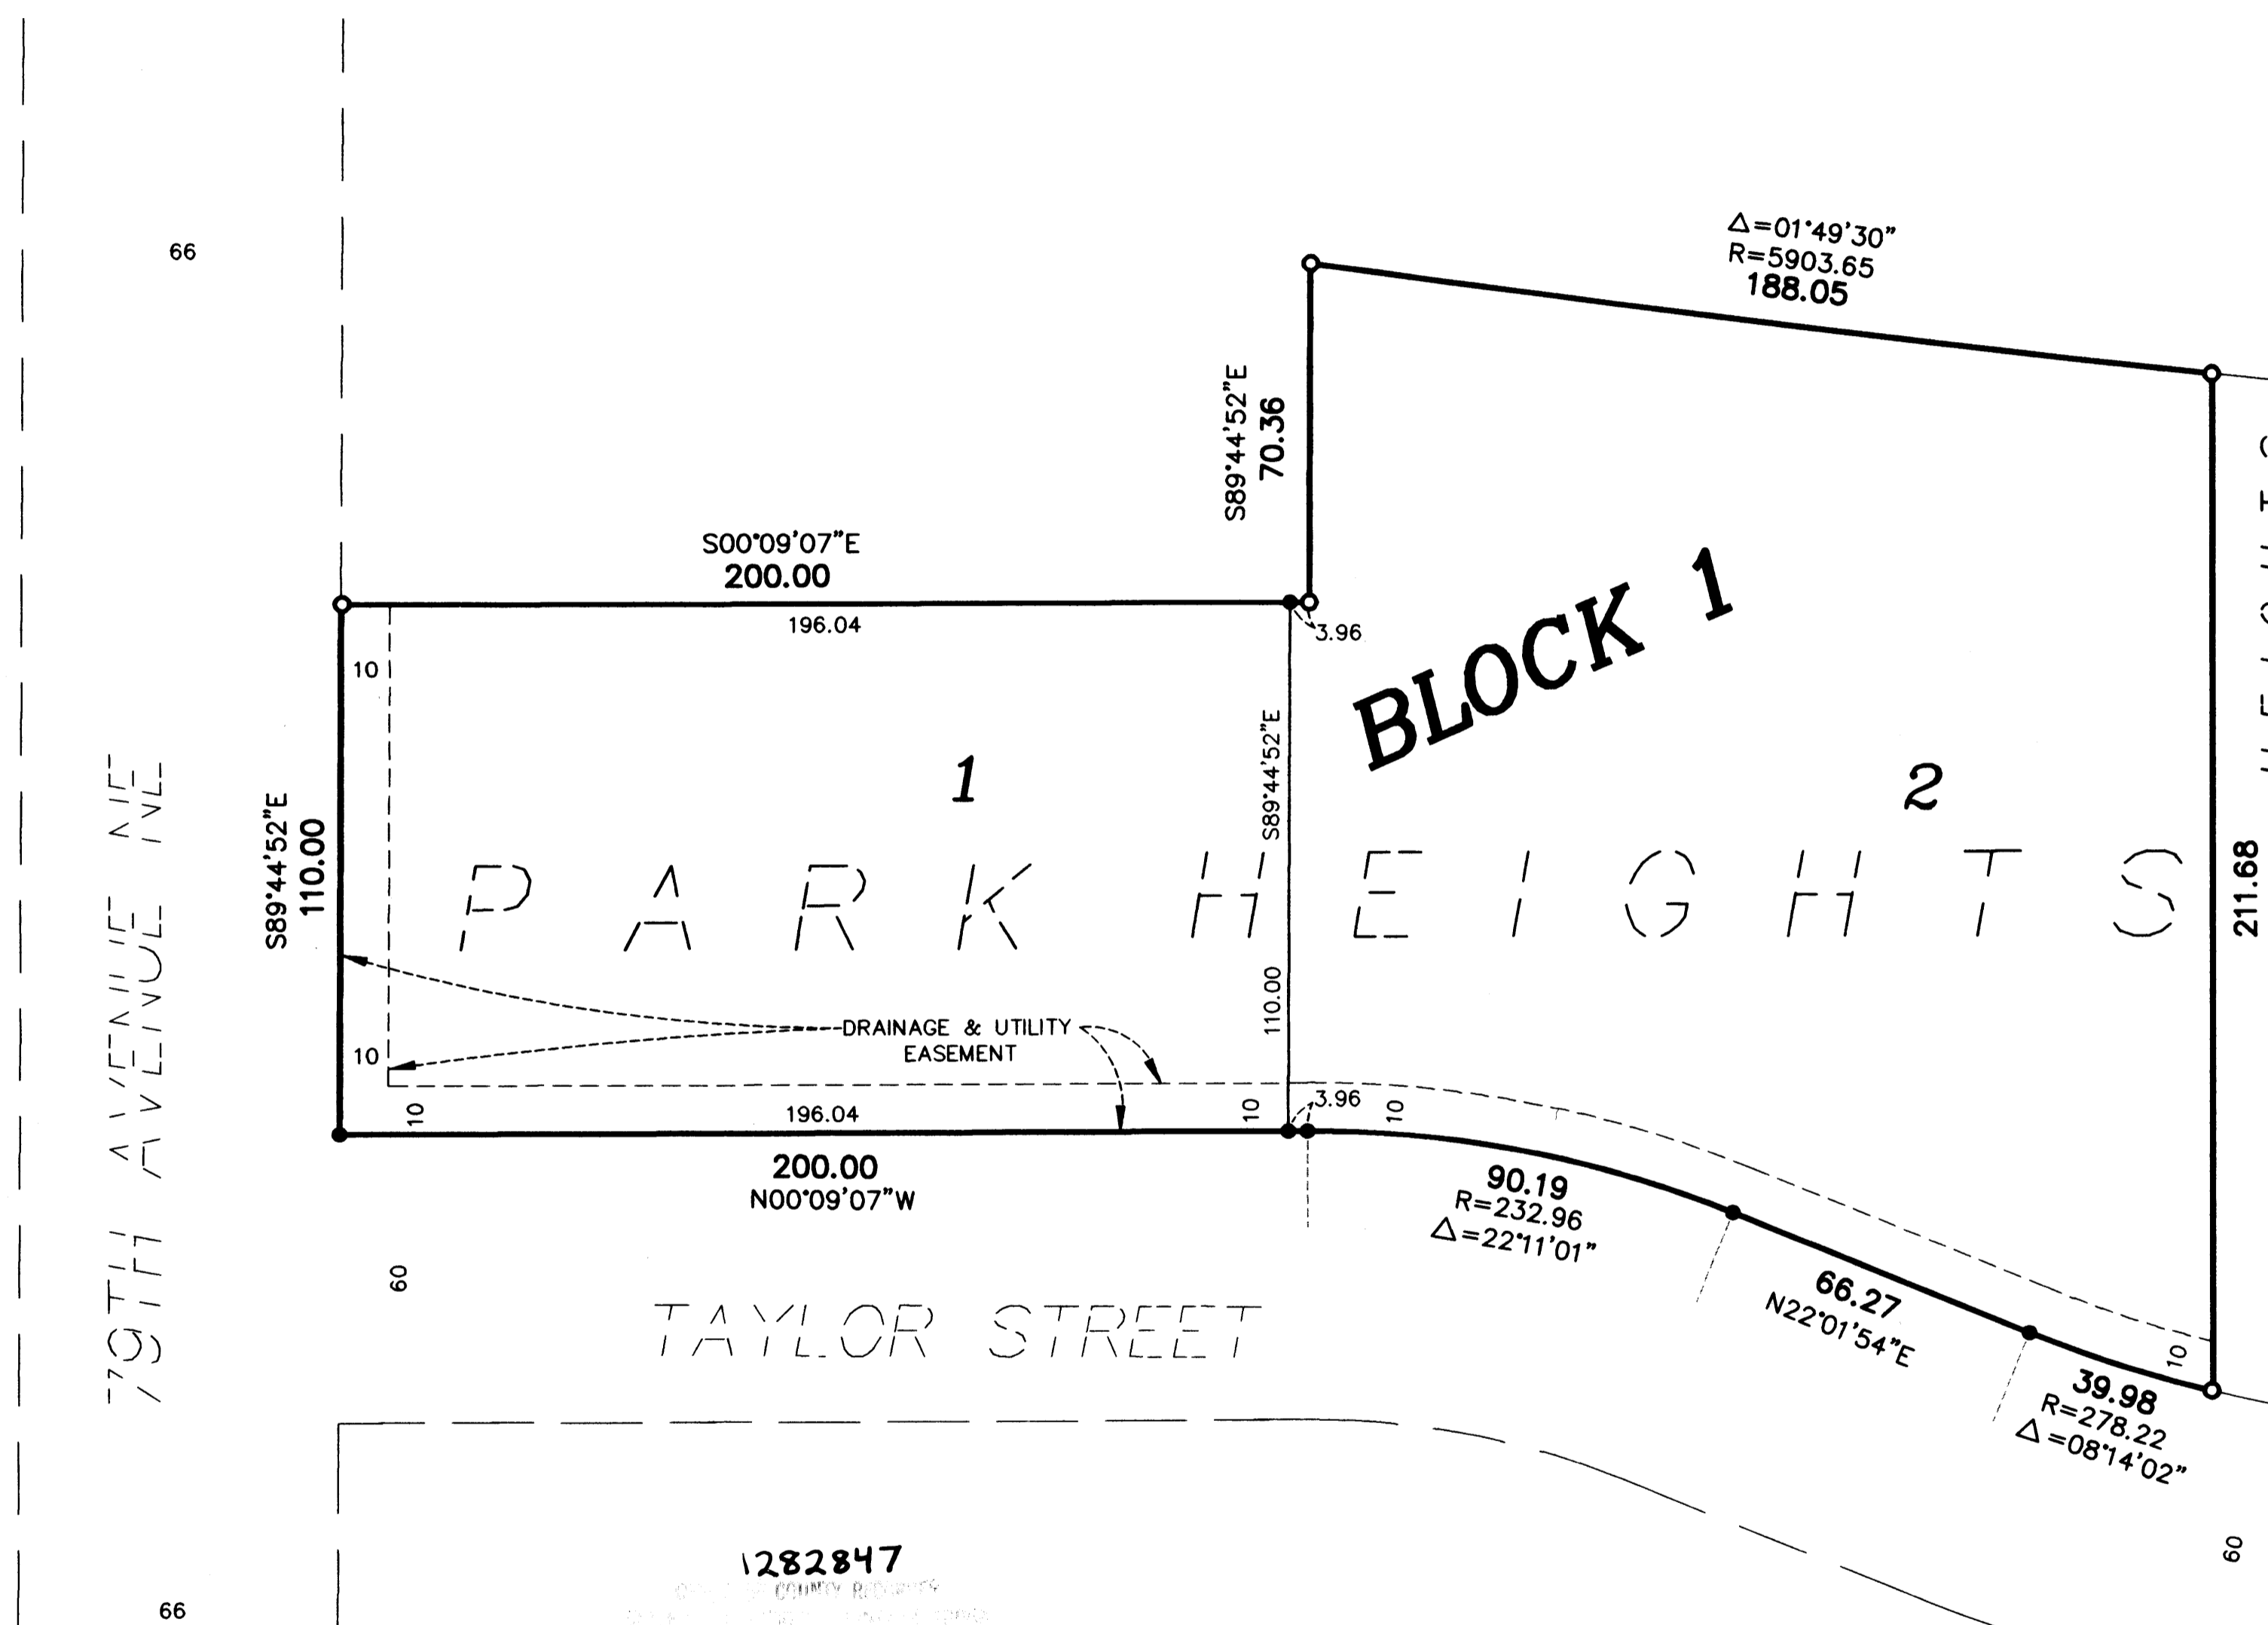 66
Δ=01°49'30"
R=5903.65
188.05
S89°44'52"E
70.36
S00°09'07"E
200.00
196.04
3.96
10
BLOCK 1
1
2
S89°44'52"E
110.00
S89°44'52"E
110.00
PARK HEIGHTS
211.68
79TH AVENUE NE
DRAINAGE & UTILITY
EASEMENT
10
10
196.04
10
3.96
10
200.00
N00°09'07"W
90.19
R=232.96
Δ=22°11'01"
66.27
N22°01'54"E
10
39.98
R=278.22
Δ=08°14'02"
60
TAYLOR STREET
60
1282847
COUNTY
66